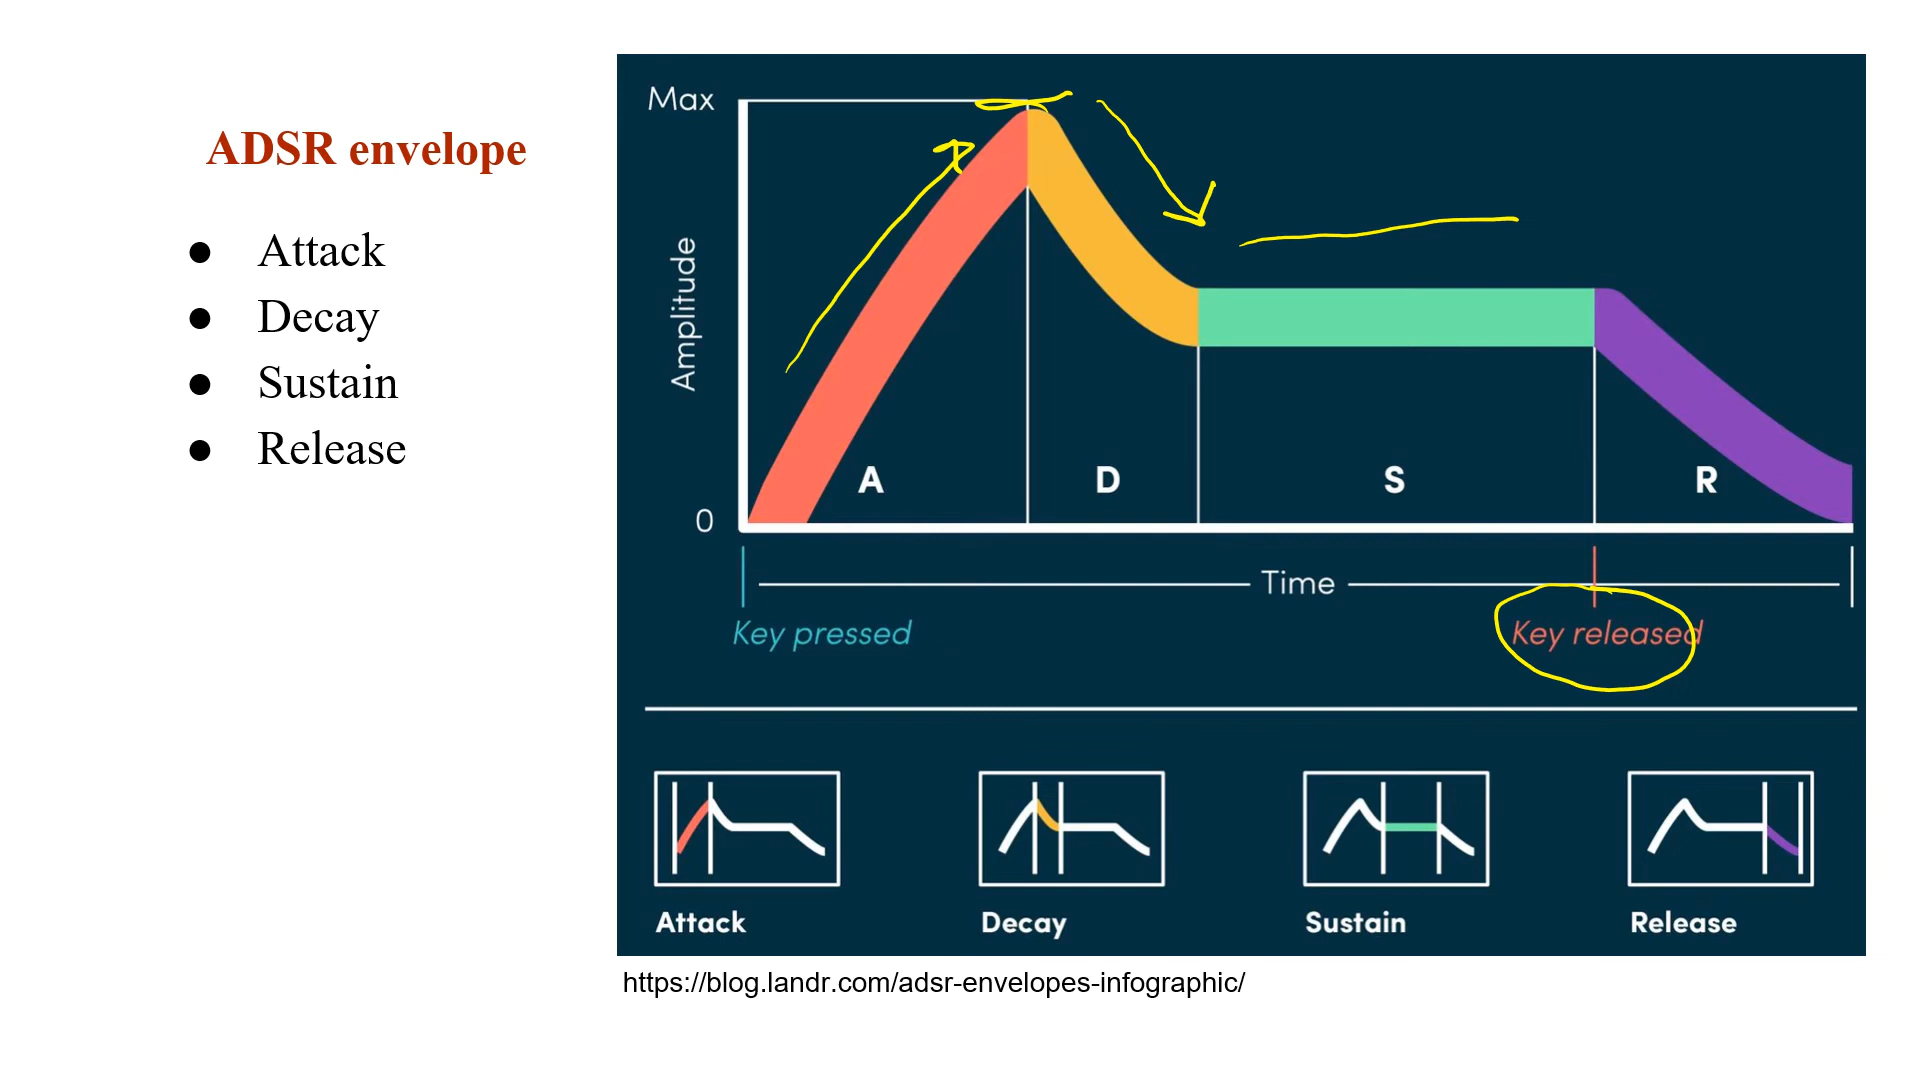 ADSR envelope
● Attack
● Decay
● Sustain
● Release
Max
Amplitude
0
A D S R
Time
Key pressed Key released
Attack Decay Sustain Release
https://blog.landr.com/adsr-envelopes-infographic/